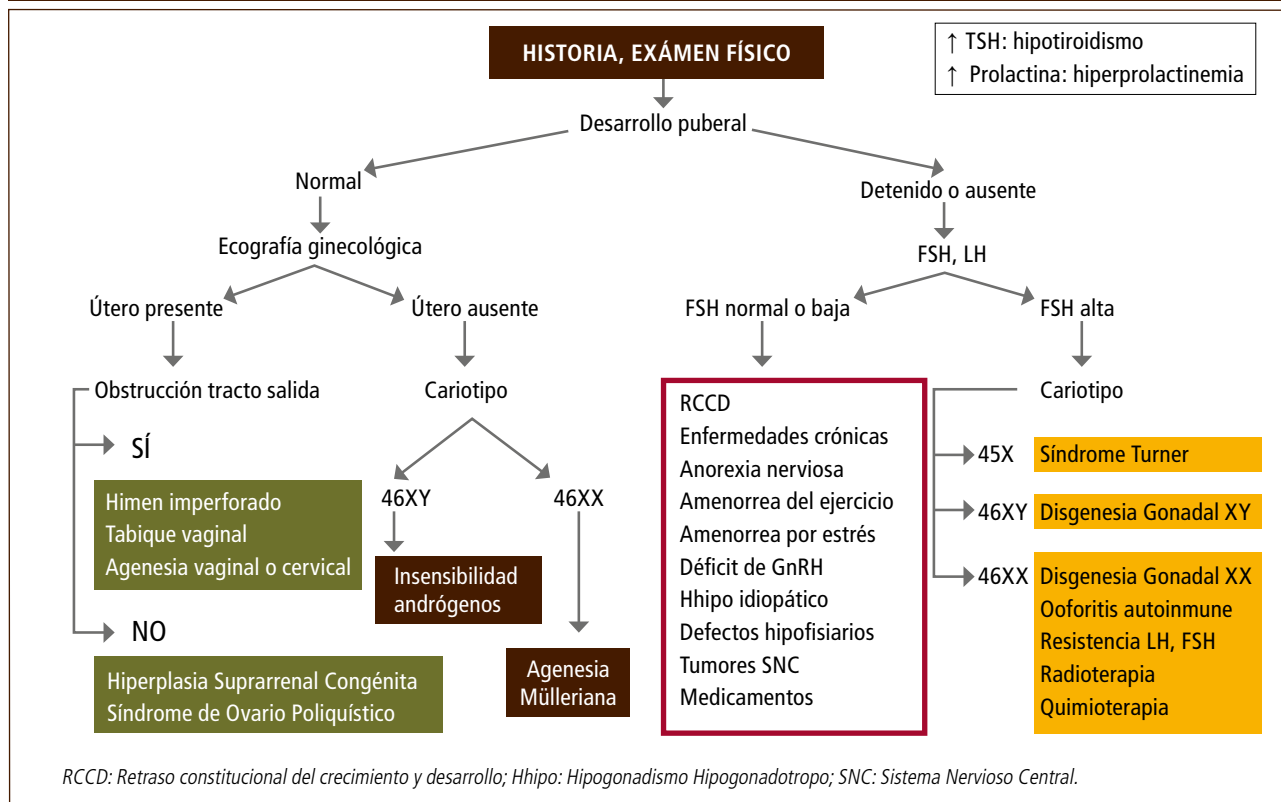 HISTORIA, EXÁMEN FÍSICO
↑ TSH: hipotiroidismo
↑ Prolactina: hiperprolactinemia
Desarrollo puberal
Normal
Detenido o ausente
Ecografía ginecológica
FSH, LH
Útero presente
Útero ausente
FSH normal o baja
FSH alta
Obstrucción tracto salida
Cariotipo
SÍ
Himen imperforado
Tabique vaginal
Agenesia vaginal o cervical
NO
Hiperplasia Suprarrenal Congénita
Síndrome de Ovario Poliquístico
46XY
46XX
Insensibilidad
andrógenos
Agenesia
Mülleriana
RCCD
Enfermedades crónicas
Anorexia nerviosa
Amenorrea del ejercicio
Amenorrea por estrés
Déficit de GnRH
Hhipo idiopático
Defectos hipofisiarios
Tumores SNC
Medicamentos
Cariotipo
45X Síndrome Turner
46XY Disgenesia Gonadal XY
46XX Disgenesia Gonadal XX
Ooforitis autoinmune
Resistencia LH, FSH
Radioterapia
Quimioterapia
RCCD: Retraso constitucional del crecimiento y desarrollo; Hhipo: Hipogonadismo Hipogonadotropo; SNC: Sistema Nervioso Central.